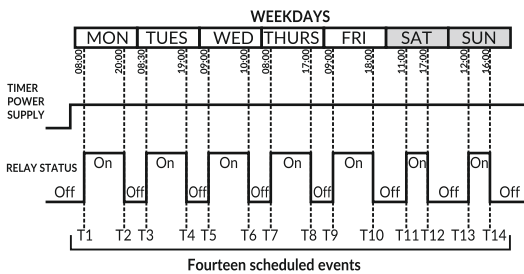 WEEKDAYS
MON TUES WED THURS FRI SAT SUN
08:00 20:00 08:30 19:00 09:00 10:00 08:00 17:00 09:00 18:00 11:00 17:00 12:00 16:00
TIMER
POWER
SUPPLY
RELAY STATUS
On On On On On On On
Off Off Off Off Off Off Off Off
T1 T2 T3 T4 T5 T6 T7 T8 T9 T10 T11 T12 T13 T14
Fourteen scheduled events